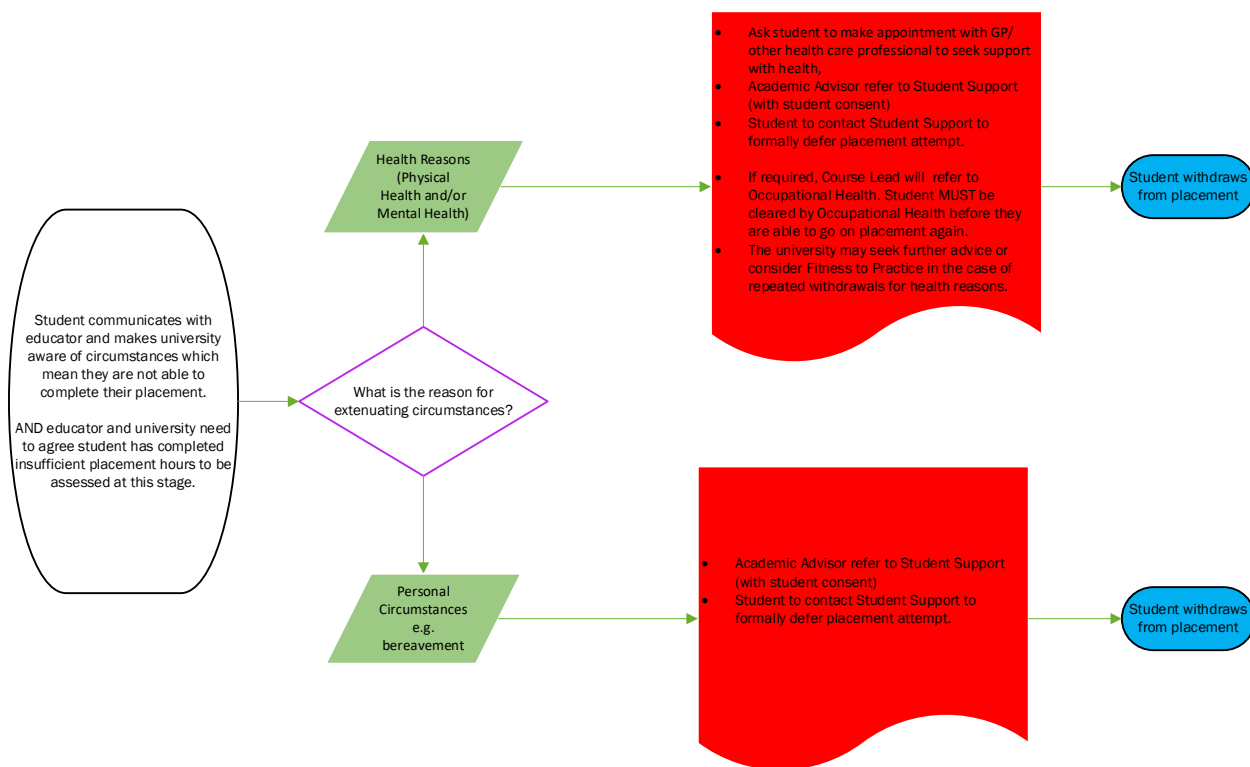 Student communicates with
educator and makes university
aware of circumstances which
mean they are not able to
complete their placement.
AND educator and university need
to agree student has completed
insufficient placement hours to be
assessed at this stage.
What is the reason for
extenuating circumstances?
Health Reasons
(Physical
Health and/or
Mental Health)
• Ask student to make appointment with GP/
other health care professional to seek support
with health,
• Academic Advisor refer to Student Support
(with student consent)
• Student to contact Student Support to
formally defer placement attempt.
• If required, Course Lead will refer to
Occupational Health. Student MUST be
cleared by Occupational Health before they
are able to go on placement again.
• The university may seek further advice or
consider Fitness to Practice in the case of
repeated withdrawals for health reasons.
Student withdraws
from placement
Personal
Circumstances
e.g.
bereavement
• Academic Advisor refer to Student Support
(with student consent)
• Student to contact Student Support to
formally defer placement attempt.
Student withdraws
from placement